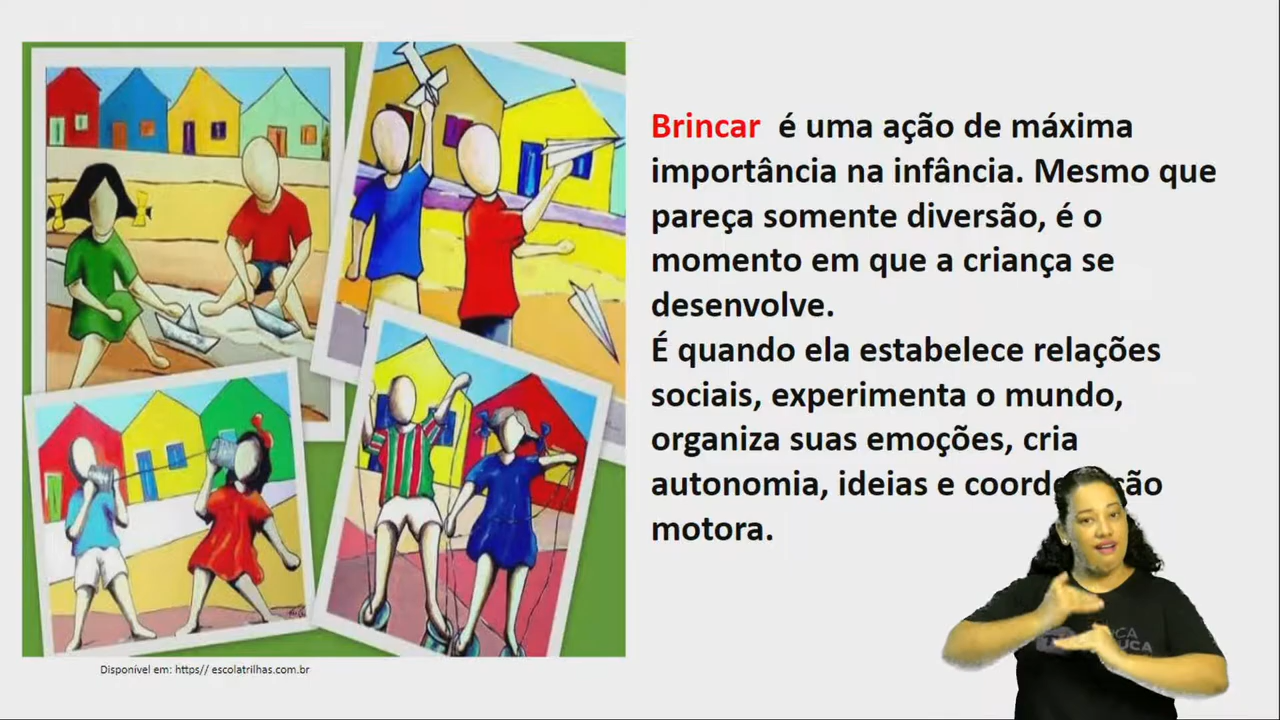 Brincar é uma ação de máxima
importância na infância. Mesmo que
pareça somente diversão, é o
momento em que a criança se
desenvolve.
É quando ela estabelece relações
sociais, experimenta o mundo,
organiza suas emoções, cria
autonomia, ideias e
motora.
Disponível em: https// escolatrilhas.com.br